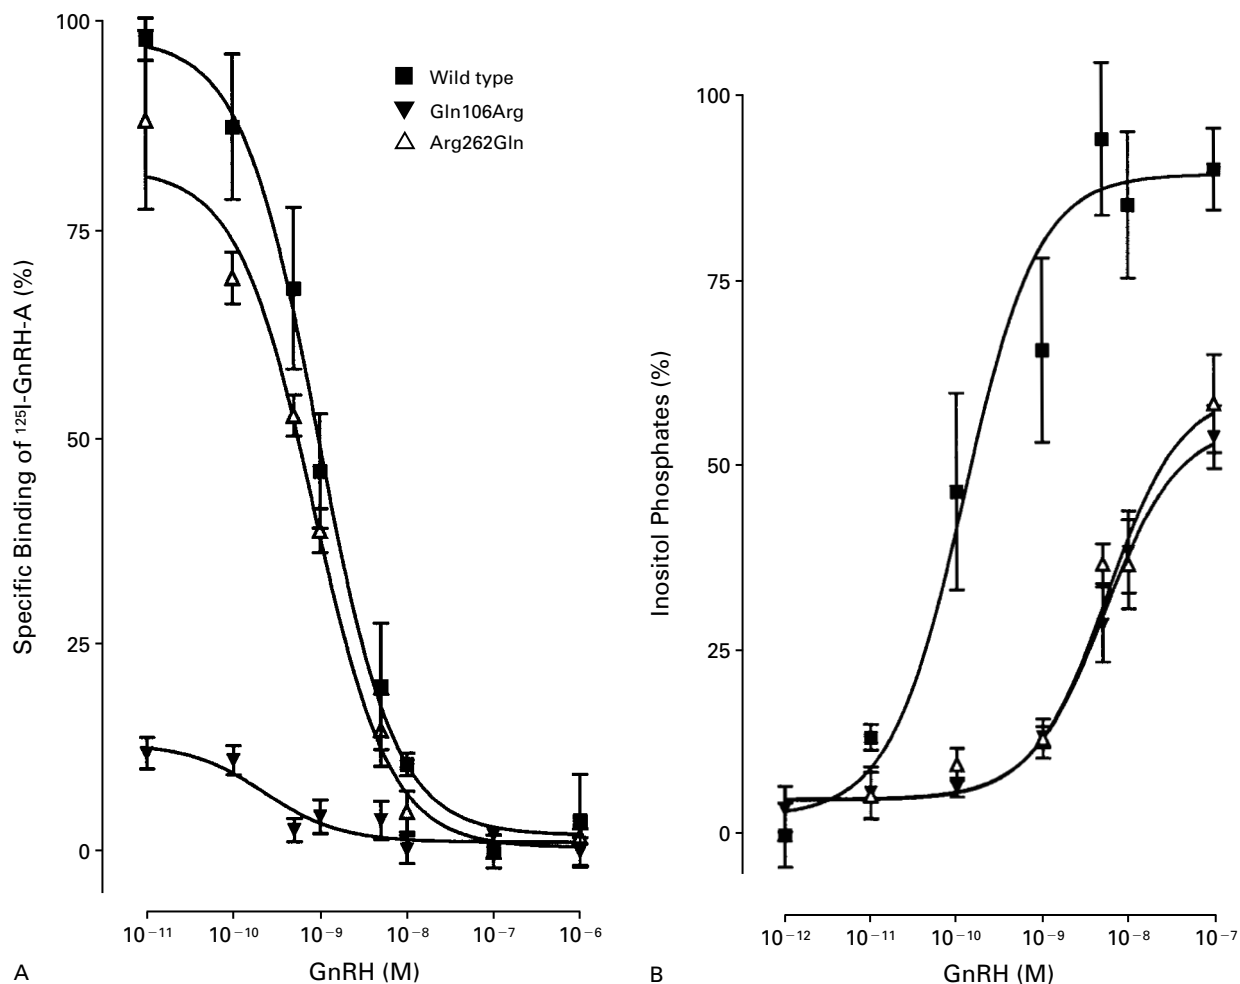 100
75
50
25
0
Specific Binding of ¹²⁵I-GnRH-A (%)
Wild type
Gln106Arg
Arg262Gln
10⁻¹¹ 10⁻¹⁰ 10⁻⁹ 10⁻⁸ 10⁻⁷ 10⁻⁶
GnRH (M)
A
100
75
50
25
0
Inositol Phosphates (%)
10⁻¹² 10⁻¹¹ 10⁻¹⁰ 10⁻⁹ 10⁻⁸ 10⁻⁷
GnRH (M)
B